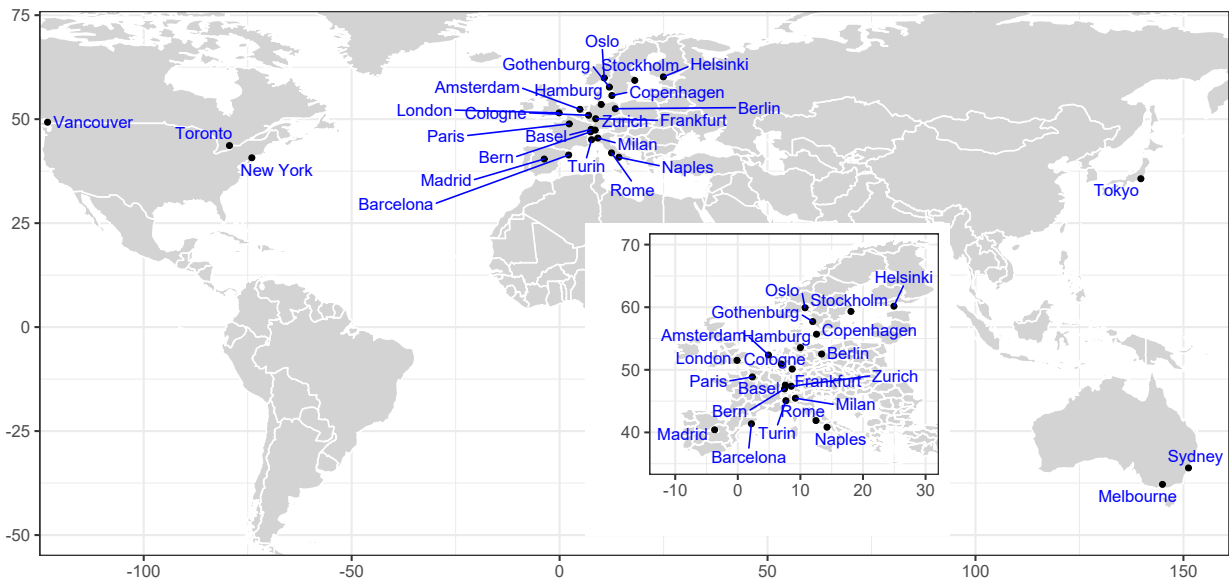 75
Oslo
Gothenburg Stockholm Helsinki
Amsterdam Hamburg Copenhagen
London Cologne Berlin
50 Vancouver Toronto Zurich Frankfurt
Paris Basel Milan
Bern Turin Naples
New York
Madrid Rome Tokyo
Barcelona
25
70
Helsinki
Oslo Stockholm
60
Gothenburg Copenhagen
0
Amsterdam Hamburg
London Cologne Berlin
50
Paris Basel Frankfurt Zurich
Bern Rome Milan
-25
40 Madrid Turin Naples
Barcelona
Sydney
-10 0 10 20 30
Melbourne
-50
-100 -50 0 50 100 150